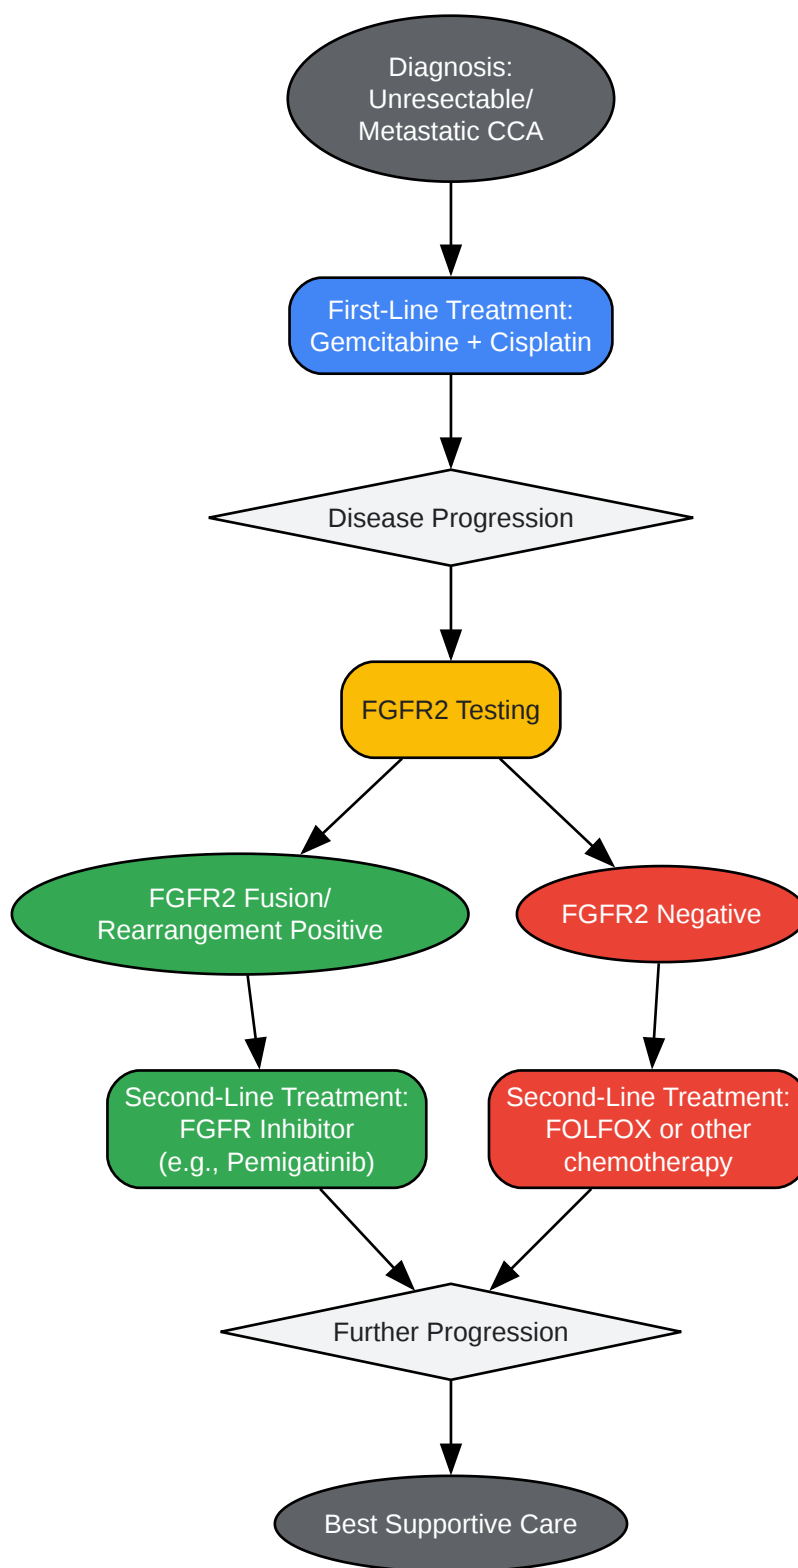 Diagnosis:
Unresectable/
Metastatic CCA
First-Line Treatment:
Gemcitabine + Cisplatin
Disease Progression
FGFR2 Testing
FGFR2 Fusion/
Rearrangement Positive
FGFR2 Negative
Second-Line Treatment:
FGFR Inhibitor
(e.g., Pemigatinib)
Second-Line Treatment:
FOLFOX or other
chemotherapy
Further Progression
Best Supportive Care